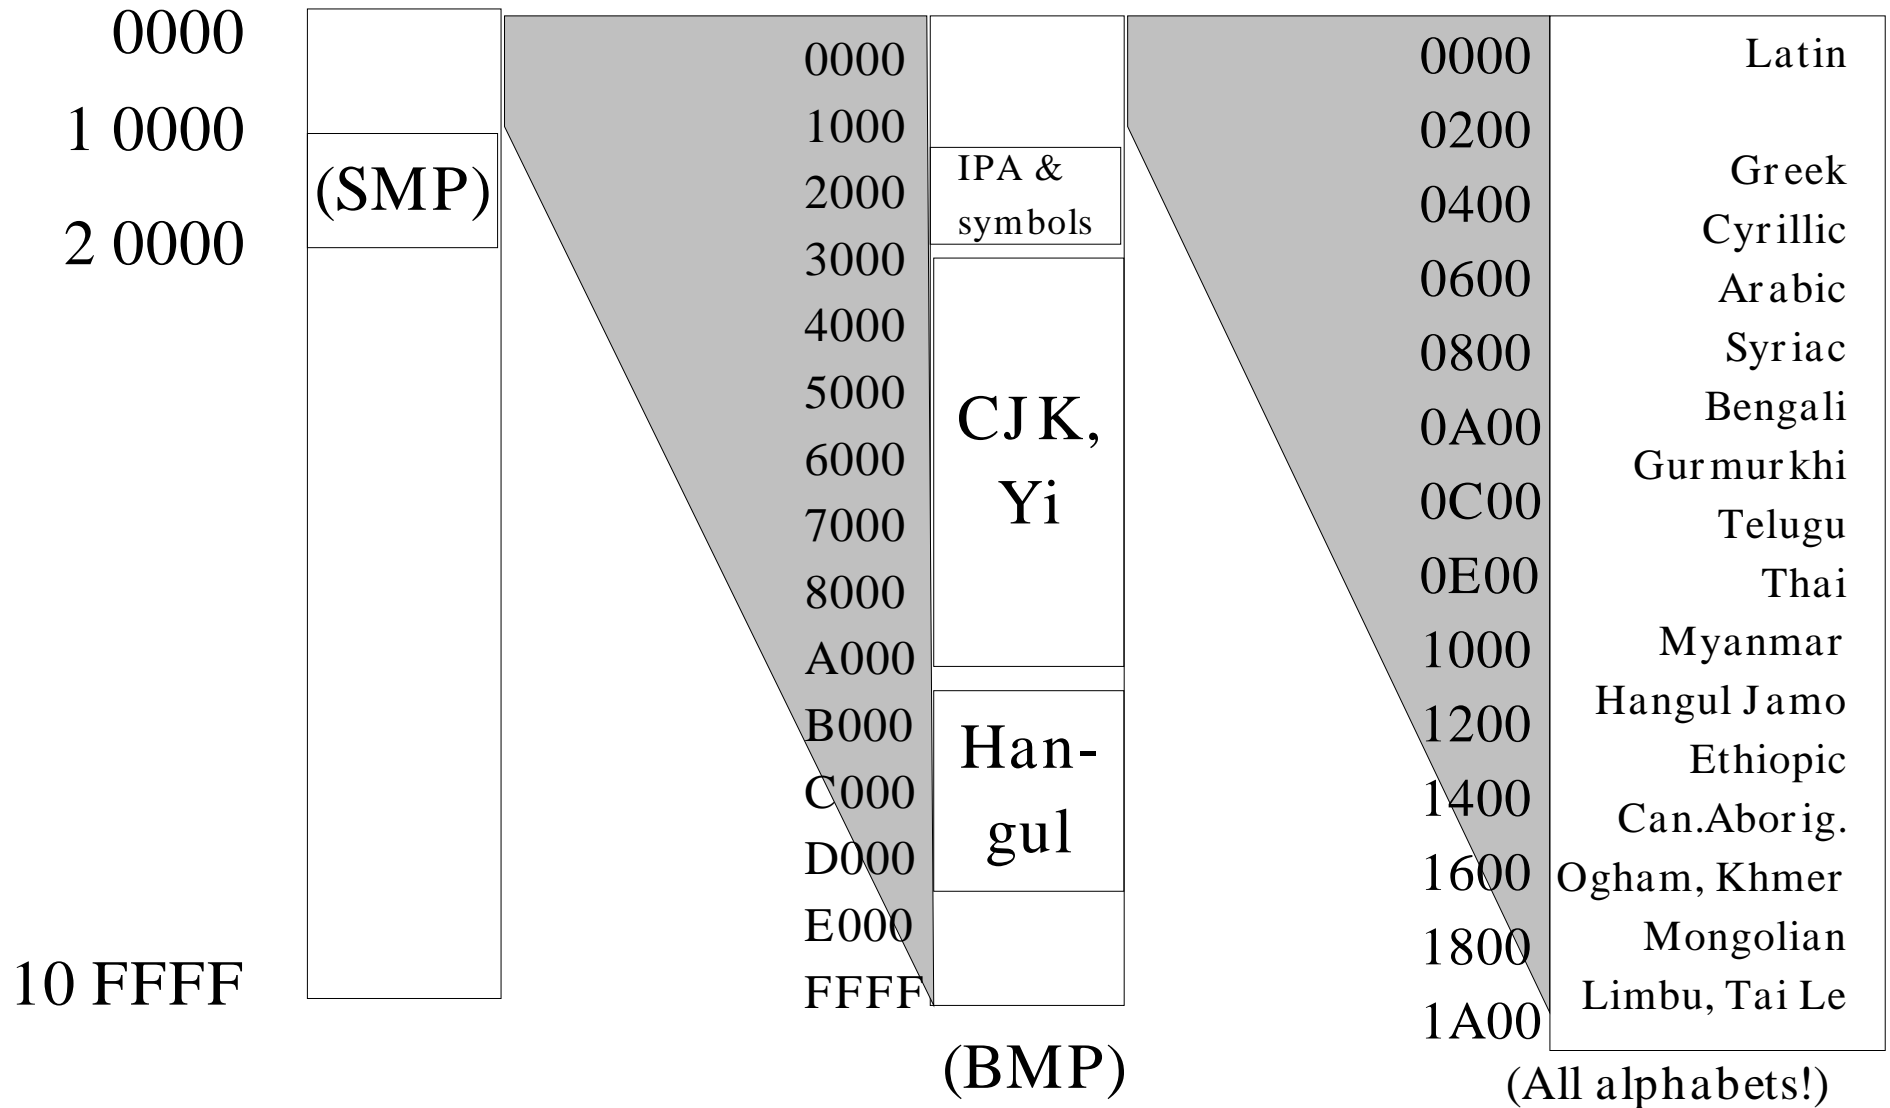 0000
1 0000
2 0000
10 FFFF
(SMP)
0000
1000
2000
3000
4000
5000
6000
7000
8000
A000
B000
C000
D000
E000
FFFF
IPA &
symbols
CJK,
Yi
Han-
gul
(BMP)
0000
0200
0400
0600
0800
0A00
0C00
0E00
1000
1200
1400
1600
1800
1A00
Latin
Greek
Cyrillic
Arabic
Syriac
Bengali
Gurmurkhi
Telugu
Thai
Myanmar
Hangul Jamo
Ethiopic
Can.Aborig.
Ogham, Khmer
Mongolian
Limbu, Tai Le
(All alphabets!)